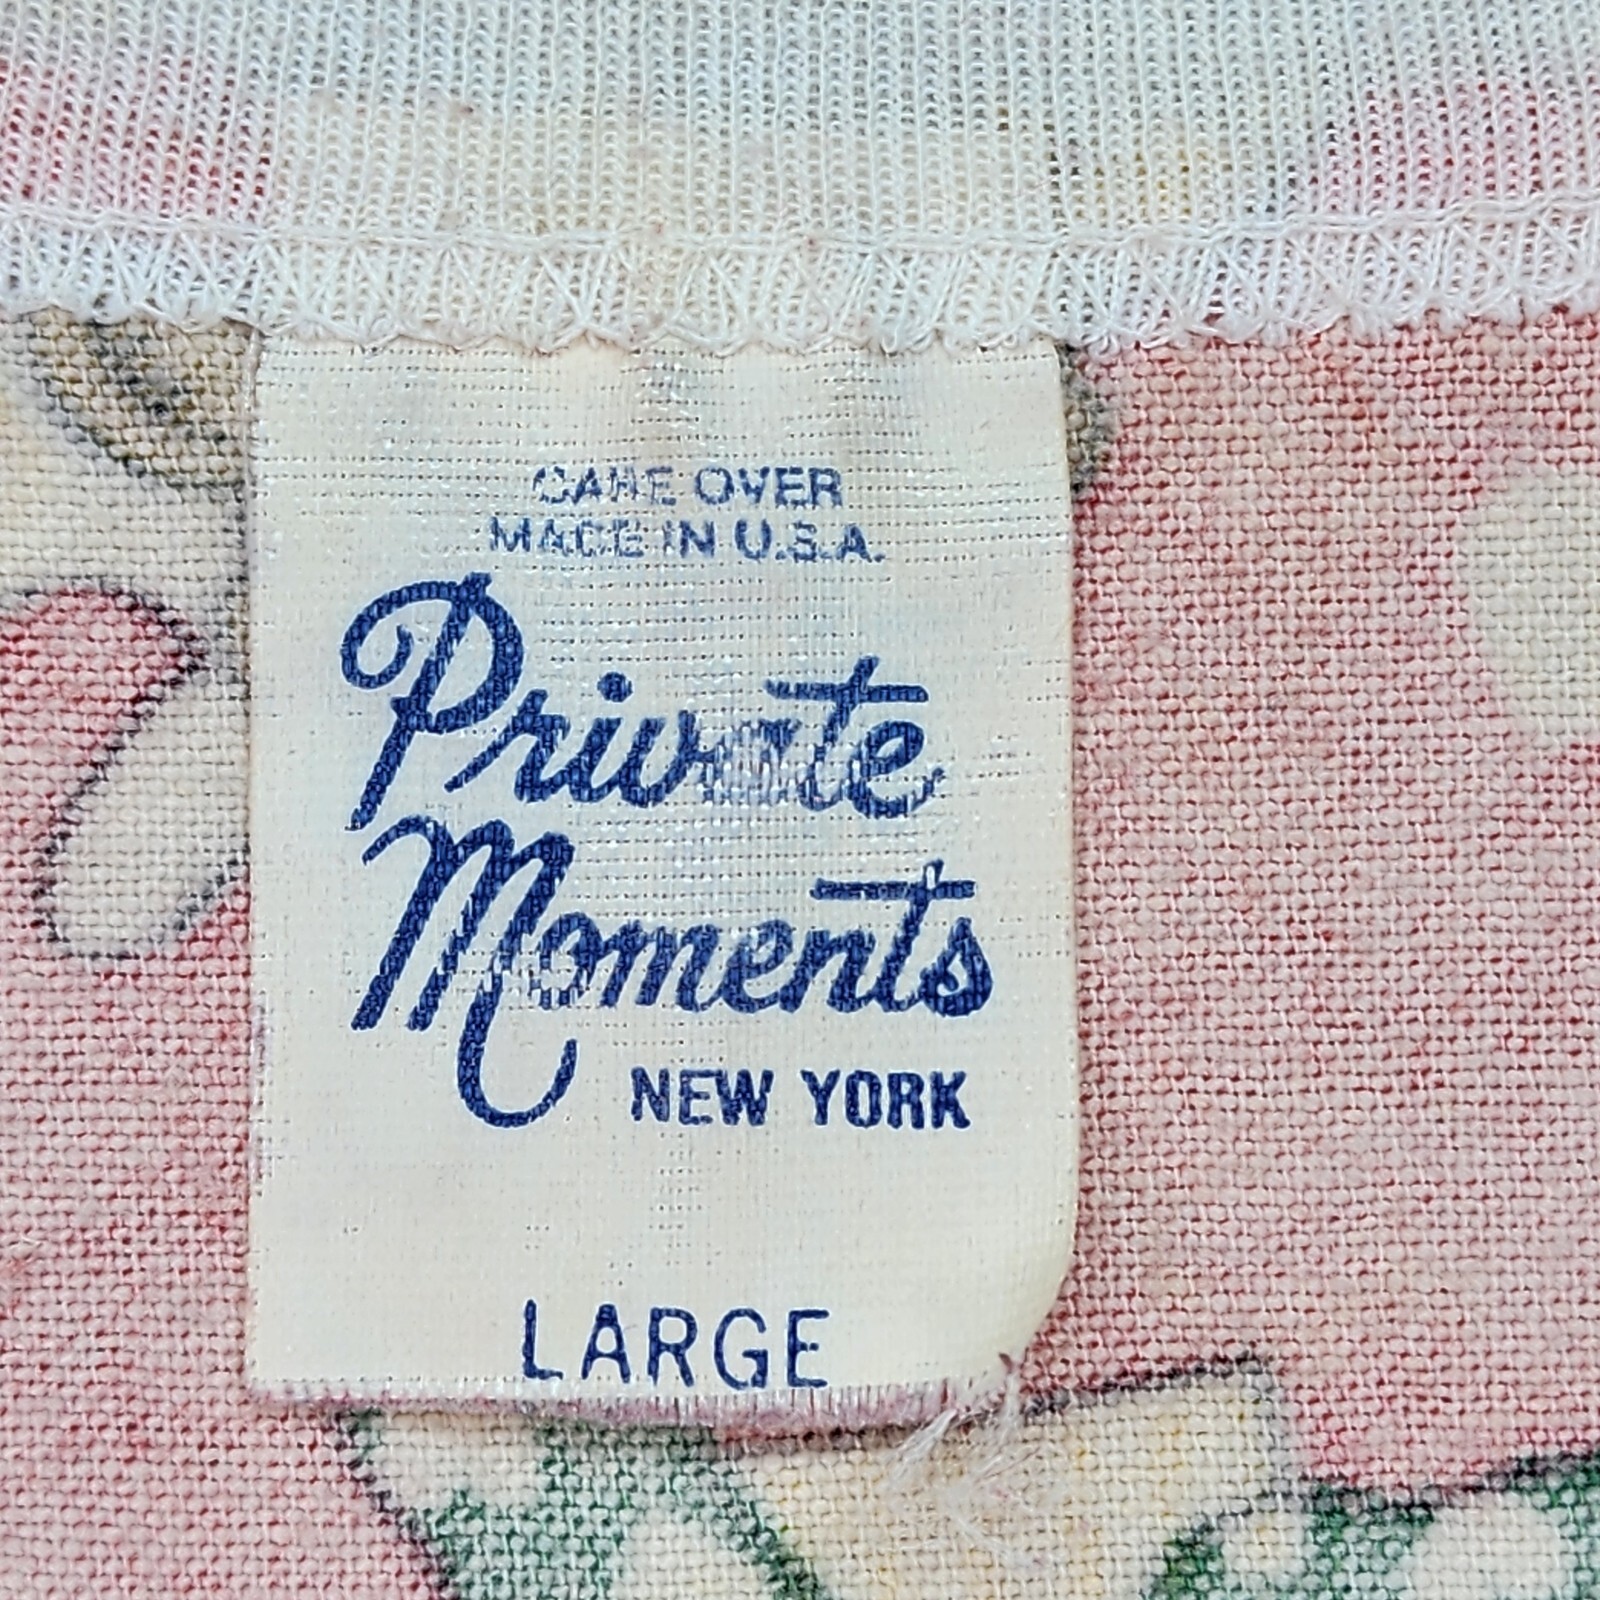 CARE OVER
MADE IN U.S.A.
Private
Moments
NEW YORK
LARGE